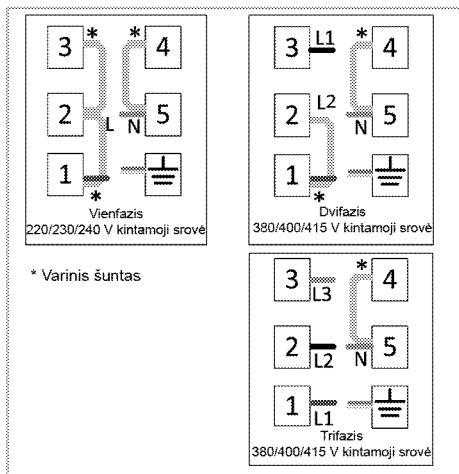 3 * * 4
2 L N 5
1 *
Vienfazis
220/230/240 V kintamoji srovė
3 L1 * 4
2 L2 N 5
1 *
Dvifazis
380/400/415 V kintamoji srovė
* Varinis šuntas
3 L3 * 4
2 L2 N 5
1 L1
Trifazis
380/400/415 V kintamoji srovė